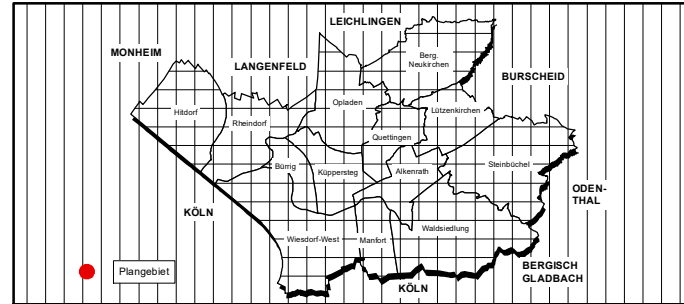 LEICHLINGEN
MONHEIM
LANGENFELD
Berg.
Neukirchen
BURSCHEID
Hitdorf
Rheindorf
Opladen
Lützenkirchen
Quettingen
Bürrig
Küppersteg
Alkenrath
Steinbüchel
ODEN-
THAL
KÖLN
Wiesdorf-West
Manfort
Waldsiedlung
Plangebiet
KÖLN
BERGISCH
GLADBACH